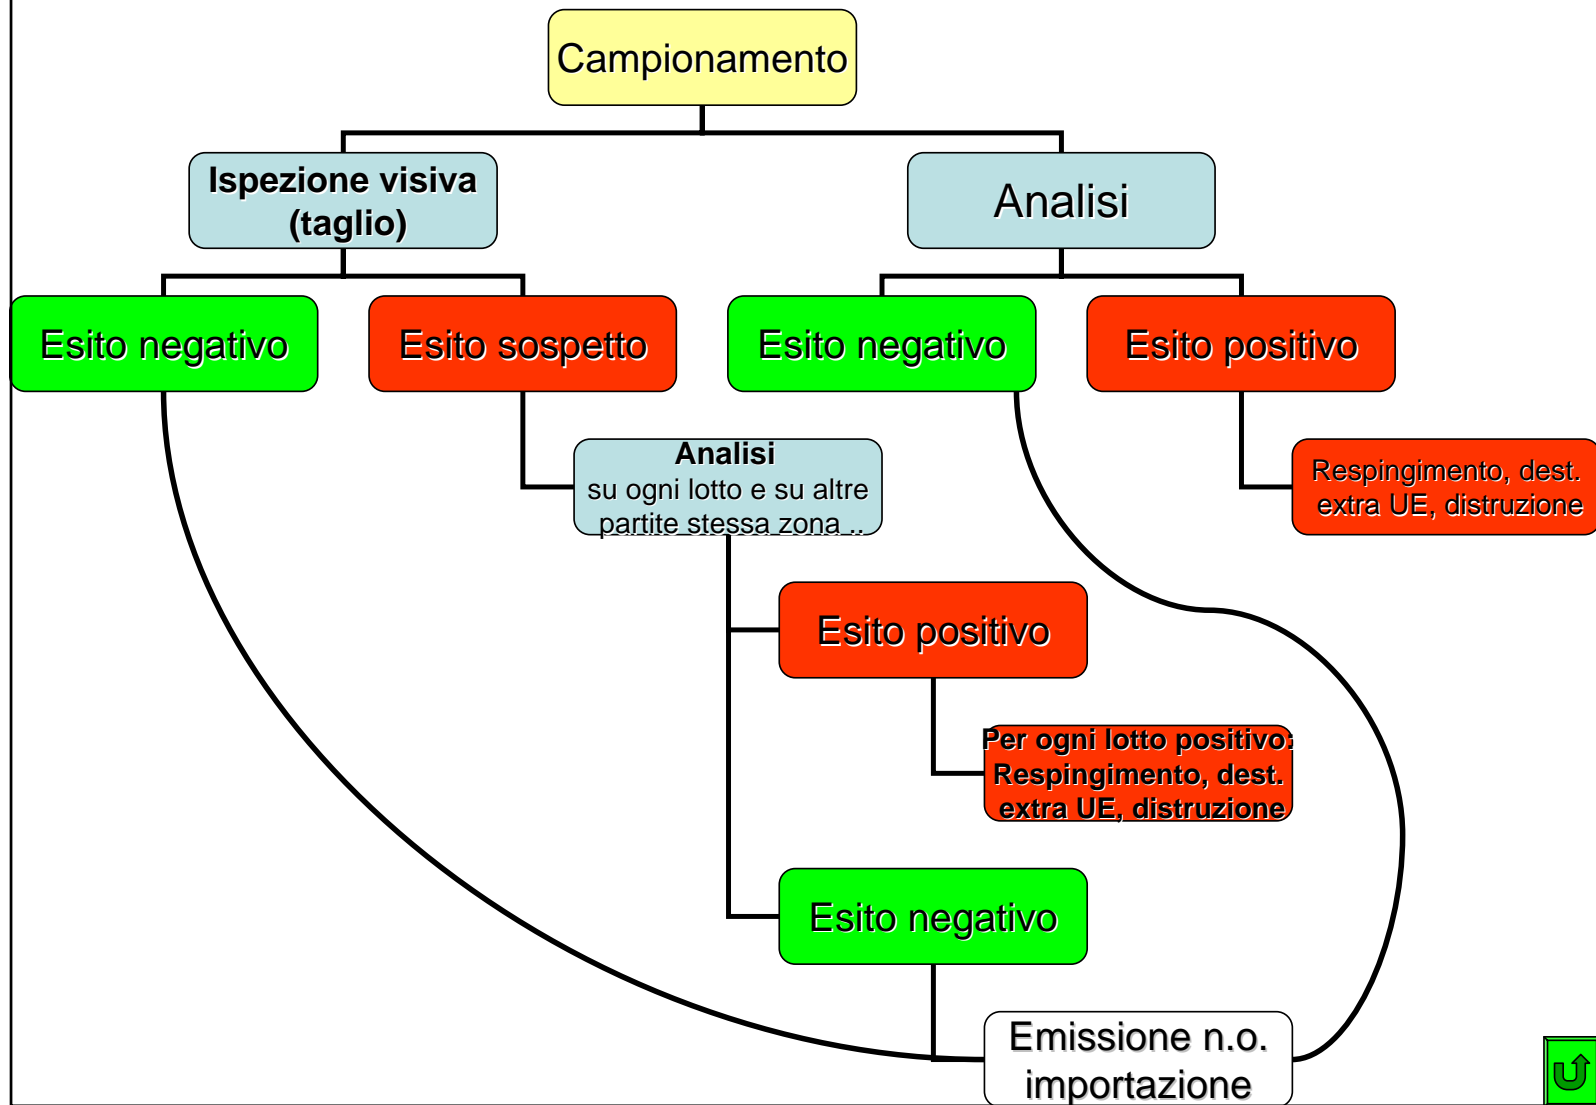 Campionamento
Ispezione visiva
(taglio)
Analisi
Esito negativo
Esito sospetto
Esito negativo
Esito positivo
Analisi
su ogni lotto e su altre
partite stessa zona ..
Respingimento, dest.
extra UE, distruzione
Esito positivo
Per ogni lotto positivo:
Respingimento, dest.
extra UE, distruzione
Esito negativo
Emissione n.o.
importazione